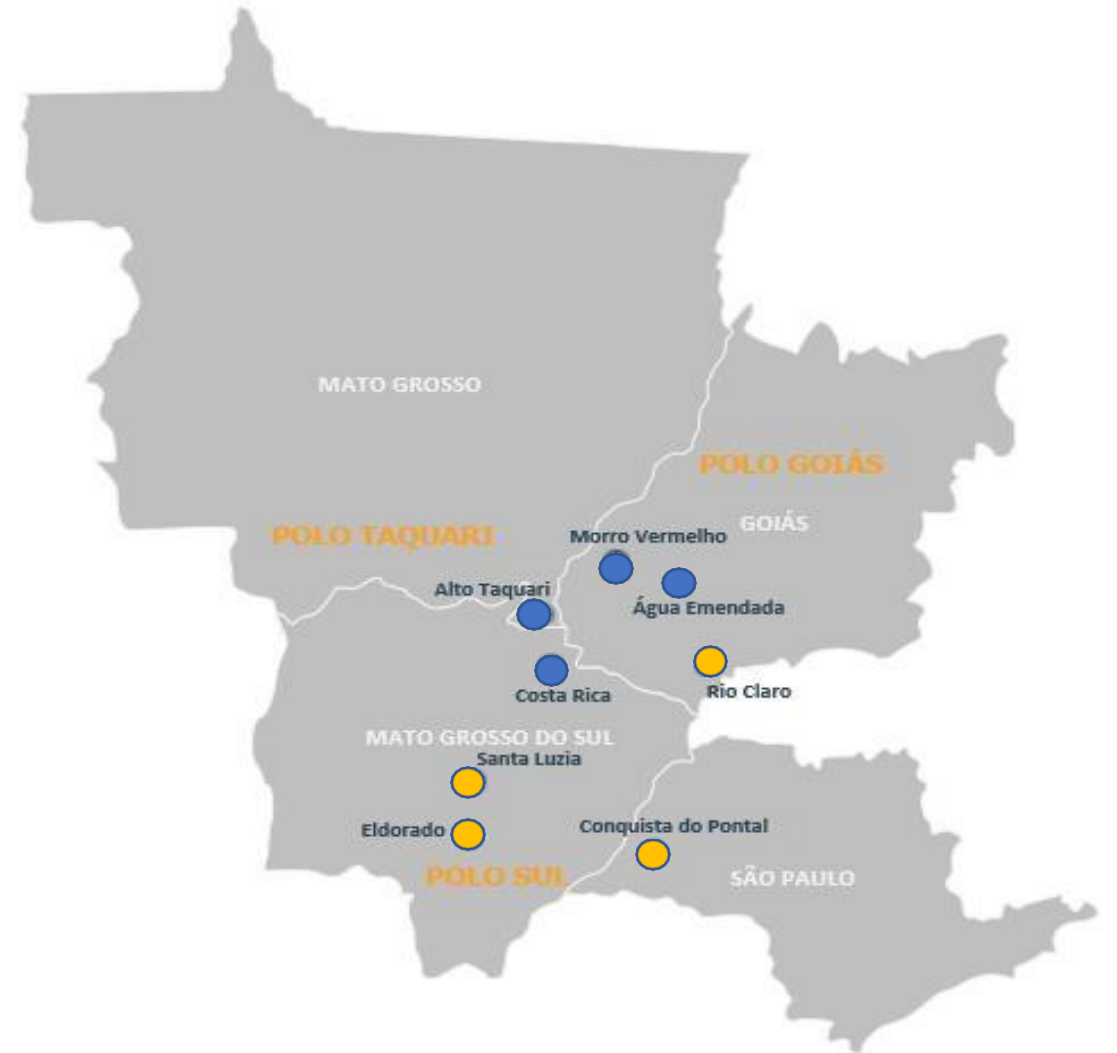 MATO GROSSO
POLO GOIÁS
GOIÁS
POLO TAQUARI
Morro Vermelho
Alto Taquari
Água Emendada
Costa Rica
Rio Claro
MATO GROSSO DO SUL
Santa Luzia
Eldorado
Conquista do Pontal
POLO SUL
SÃO PAULO